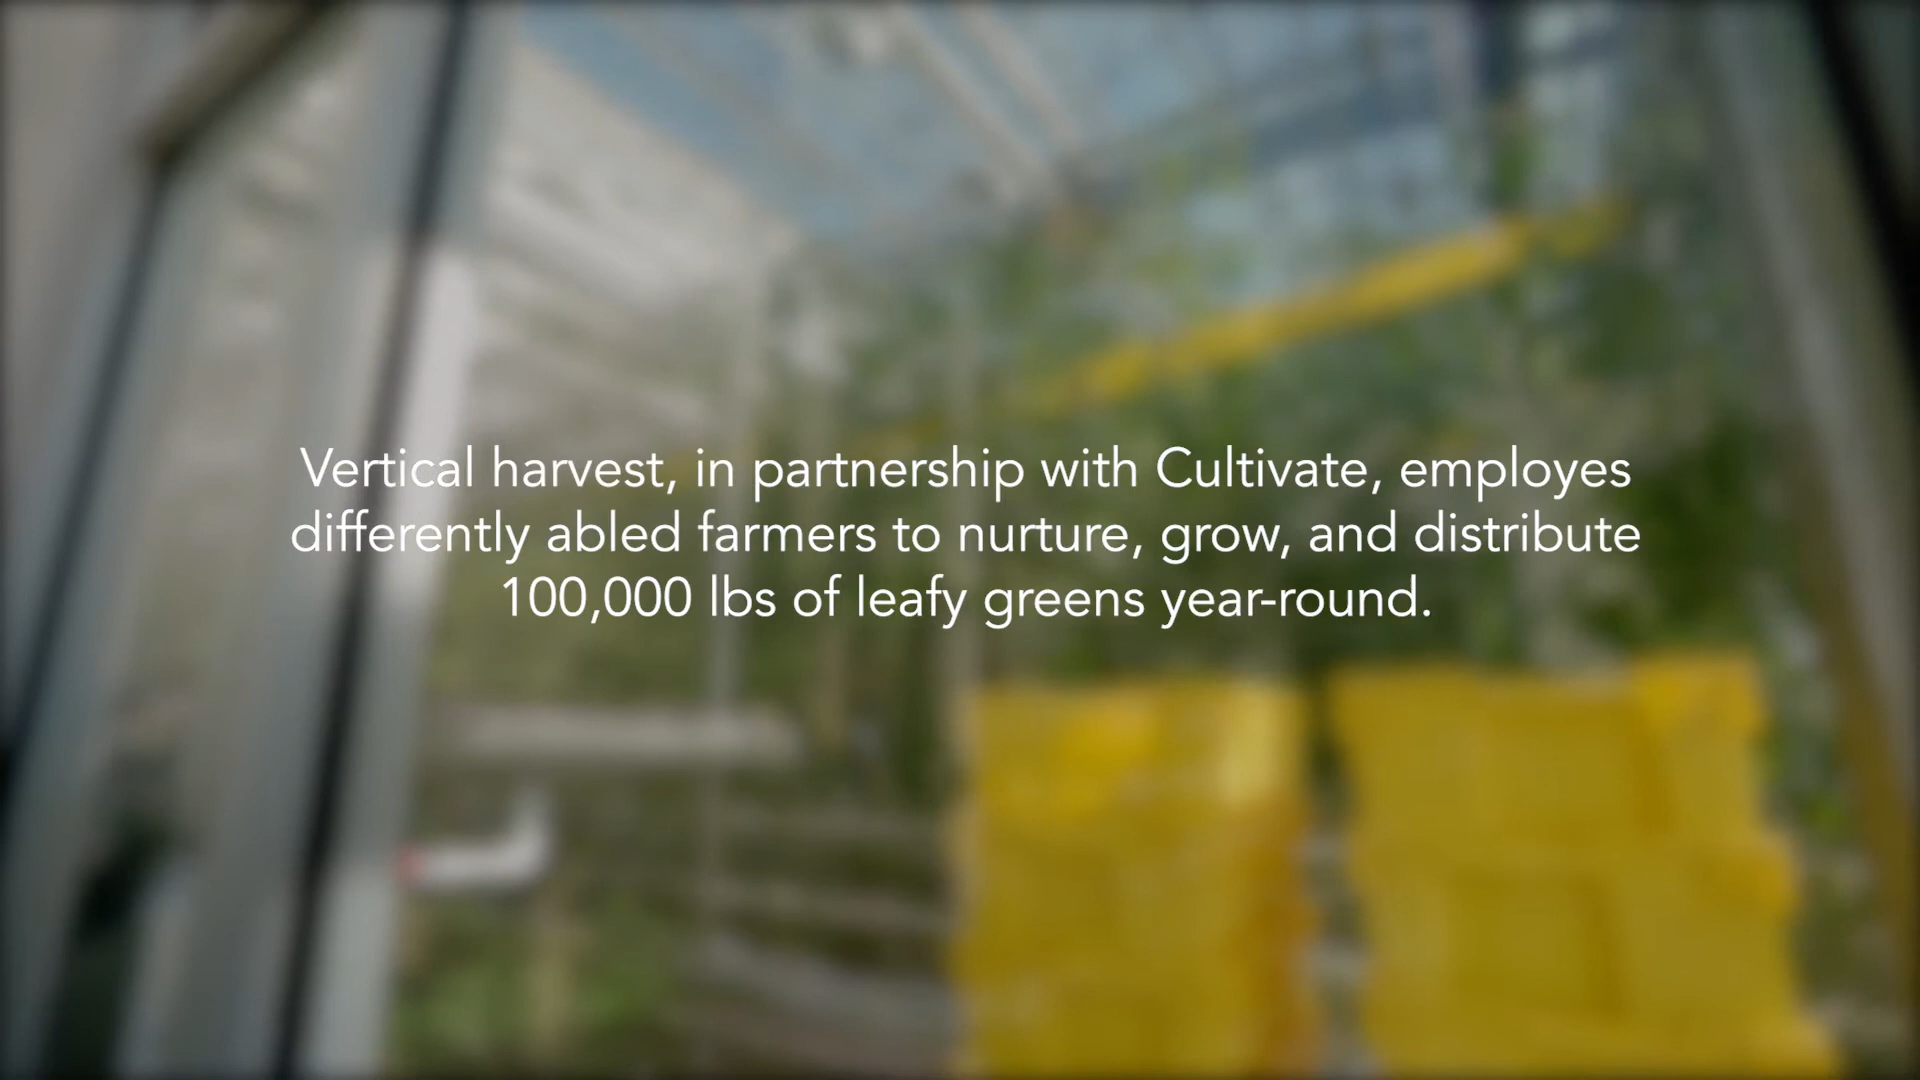 Vertical harvest, in partnership with Cultivate, employes
differently abled farmers to nurture, grow, and distribute
100,000 lbs of leafy greens year-round.